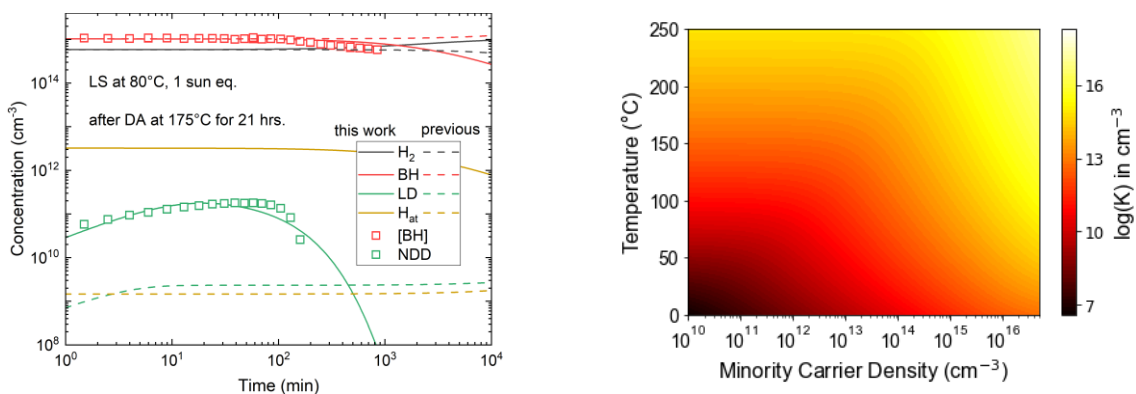 LS at 80°C, 1 sun eq.
after DA at 175°C for 21 hrs.
this work previous
H2
BH
LD
Hat
[BH]
NDD
Concentration (cm-3)
10^14
10^12
10^10
10^8
10^0 10^1 10^2 10^3 10^4
Time (min)
Temperature (°C)
250
200
150
100
50
0
10^10 10^11 10^12 10^13 10^14 10^15 10^16
Minority Carrier Density (cm−3)
16
13
10
7
log(K) in cm−3